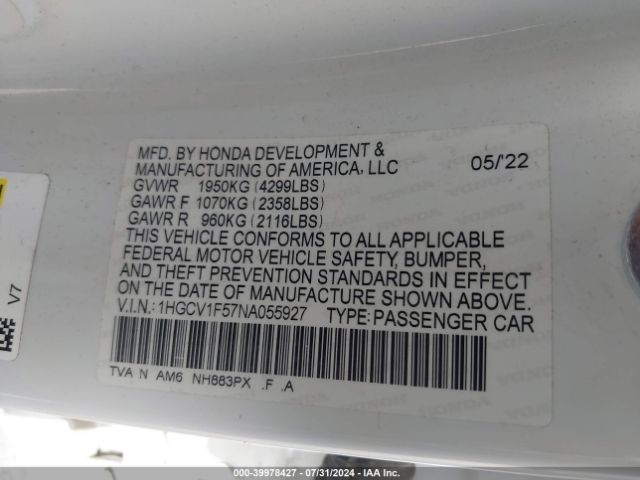 MFD. BY HONDA DEVELOPMENT & 
MANUFACTURING OF AMERICA, LLC 05/'22
GVWR 1950KG (4299LBS)
GAWR F 1070KG (2358LBS)
GAWR R 960KG (2116LBS)
THIS VEHICLE CONFORMS TO ALL APPLICABLE
FEDERAL MOTOR VEHICLE SAFETY, BUMPER,
AND THEFT PREVENTION STANDARDS IN EFFECT
ON THE DATE OF MANUFACTURE SHOWN ABOVE.
V.I.N.: 1HGCV1F57NA055927 TYPE: PASSENGER CAR
TVA N AM6 NH883PX .F .A
V7
000-39978427 - 07/31/2024 - IAA Inc.